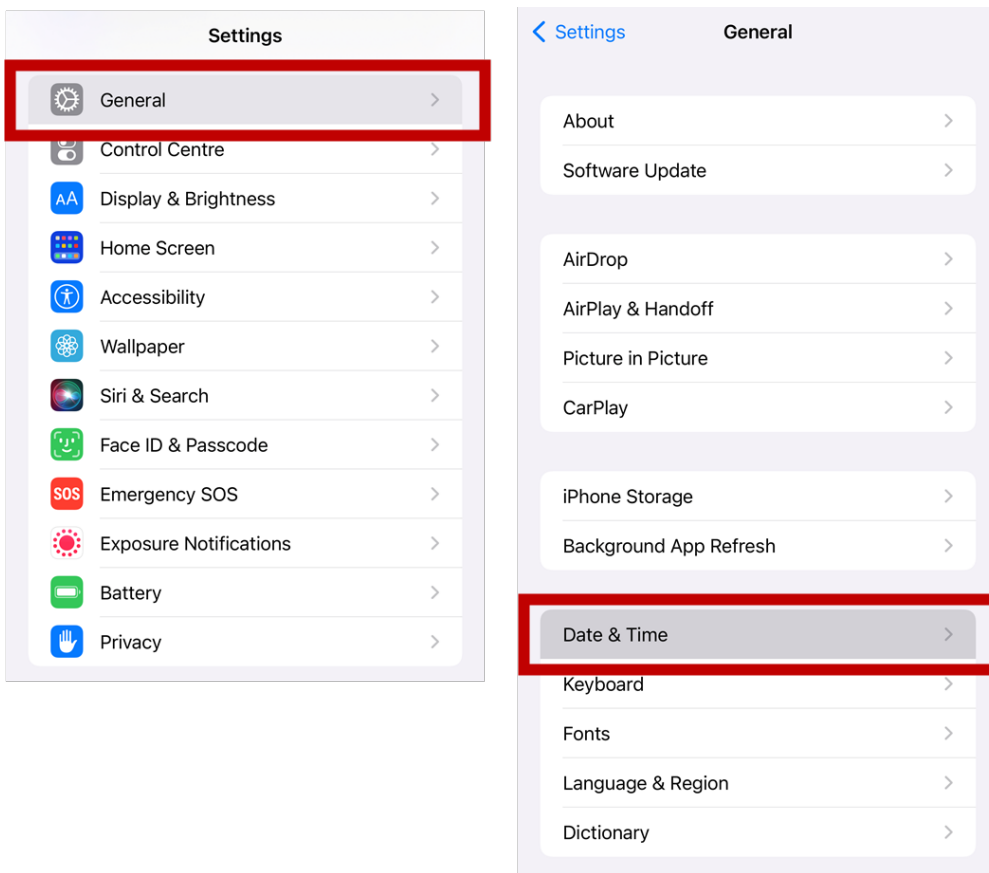 Settings
General
Control Centre
AA Display & Brightness
Home Screen
Accessibility
Wallpaper
Siri & Search
Face ID & Passcode
SOS Emergency SOS
Exposure Notifications
Battery
Privacy
Settings General
About
Software Update
AirDrop
AirPlay & Handoff
Picture in Picture
CarPlay
iPhone Storage
Background App Refresh
Date & Time
Keyboard
Fonts
Language & Region
Dictionary